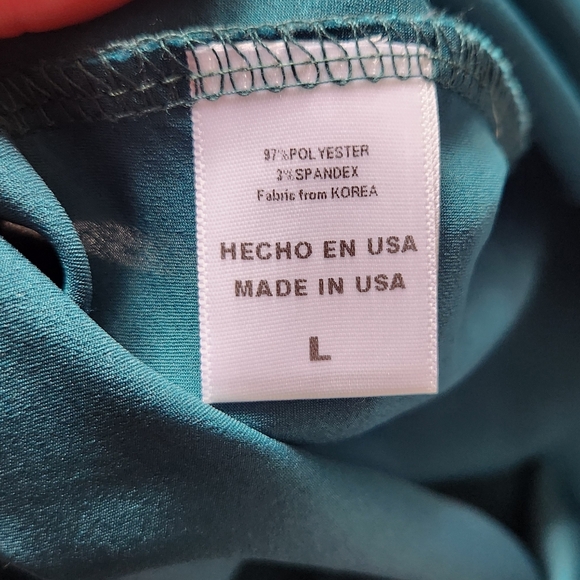 97%POLYESTER
3%SPANDEX
Fabric from KOREA
HECHO EN USA
MADE IN USA
L